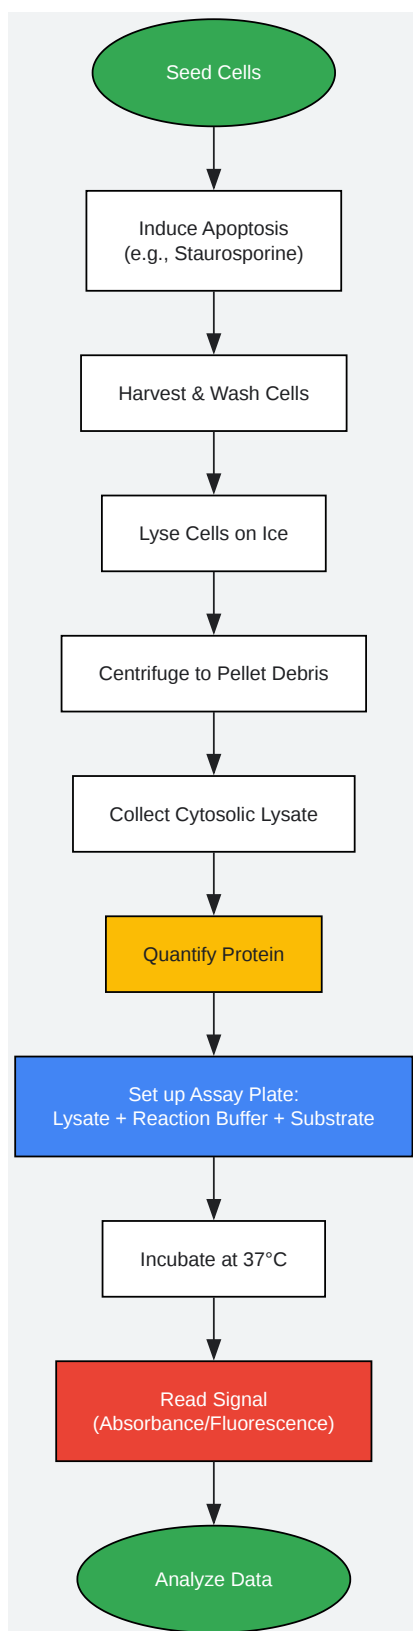 Seed Cells
Induce Apoptosis
(e.g., Staurosporine)
Harvest & Wash Cells
Lyse Cells on Ice
Centrifuge to Pellet Debris
Collect Cytosolic Lysate
Quantify Protein
Set up Assay Plate:
Lysate + Reaction Buffer + Substrate
Incubate at 37°C
Read Signal
(Absorbance/Fluorescence)
Analyze Data